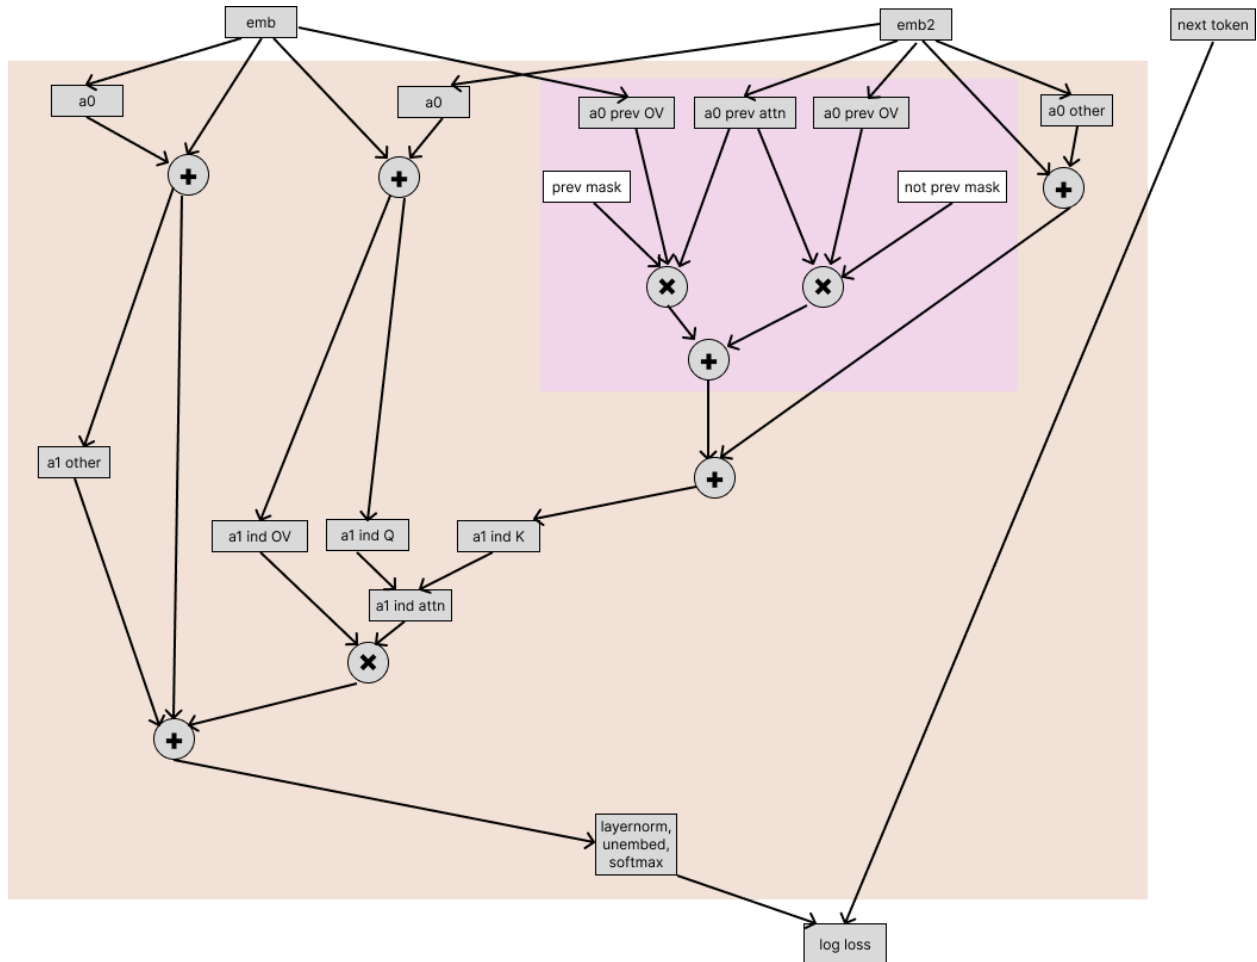 emb
emb2
next token
a0
a0
a0 prev OV
a0 prev attn
a0 prev OV
a0 other
+
+
prev mask
not prev mask
+
×
×
+
a1 other
+
a1 ind OV
a1 ind Q
a1 ind K
a1 ind attn
×
+
layernorm,
unembed,
softmax
log loss